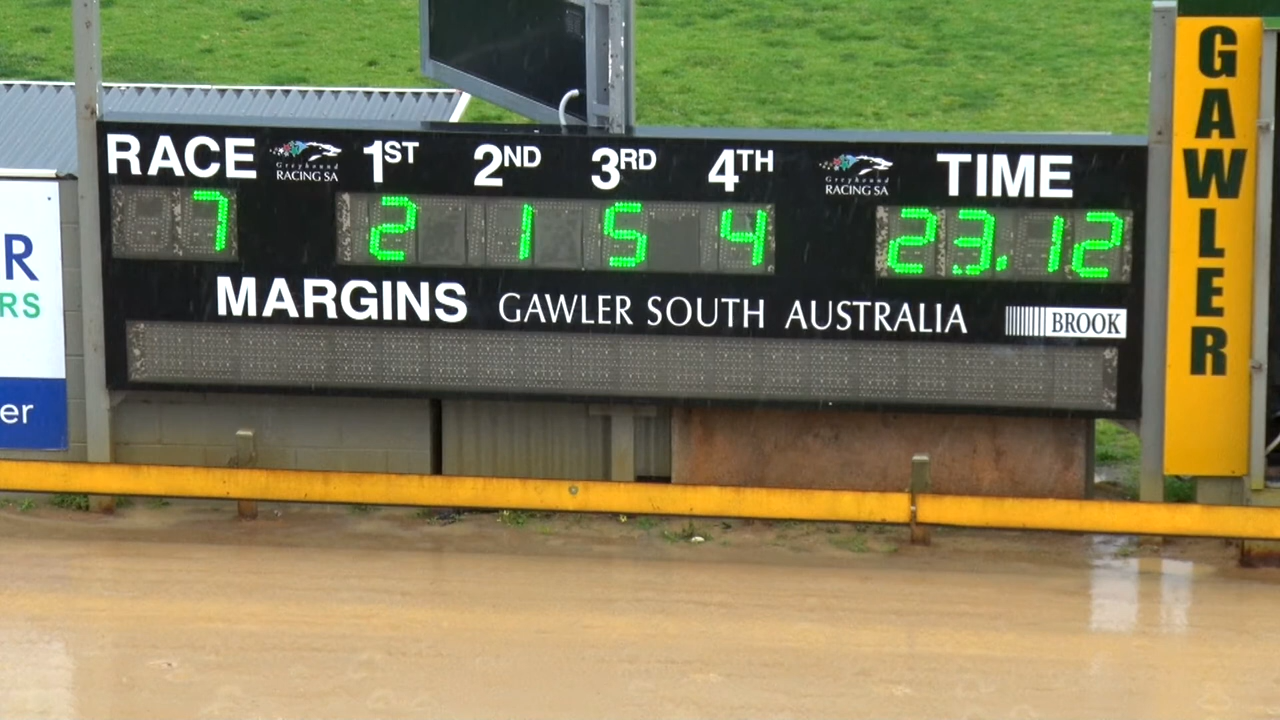 RACE Greyhound RACING SA 1ST 2ND 3RD 4TH Greyhound RACING SA TIME
7 2 1 5 4 23.12
MARGINS GAWLER SOUTH AUSTRALIA BROOK
GAWLER
R
RS
er